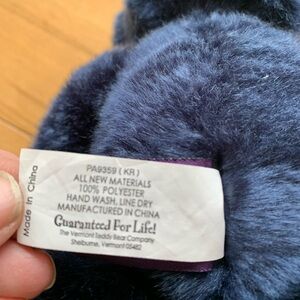 PA9359 ( KR )
ALL NEW MATERIALS
100% POLYESTER
HAND WASH, LINE DRY
MANUFACTURED IN CHINA
Guaranteed For Life!
The Vermont Teddy Bear Company
Shelburne, Vermont 05482
Made in China